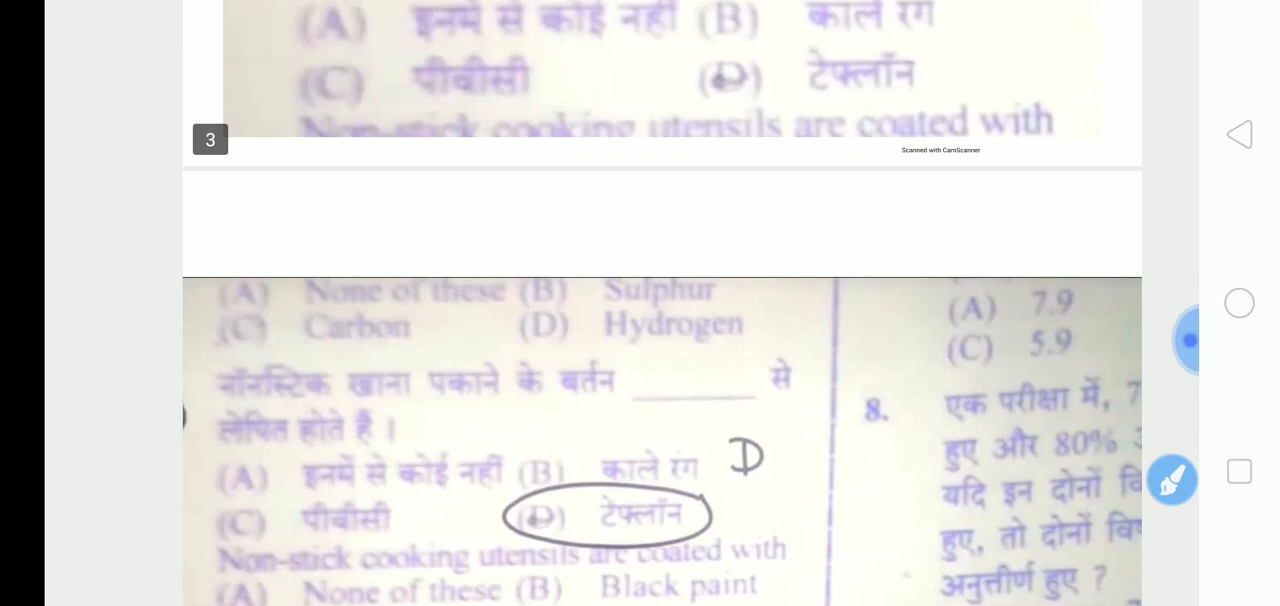 (A) इनमें से कोई नहीं (B) काले रंग
(C) पीवीसी (D) टेफ्लॉन
Non-stick cooking utensils are coated with
3
Scanned with CamScanner
(A) None of these (B) Sulphur
(C) Carbon (D) Hydrogen
नॉनस्टिक खाना पकाने के बर्तन ________ से
लेपित होते हैं ।
(A) इनमें से कोई नहीं (B) काले रंग D
(C) पीवीसी (D) टेफ्लॉन
Non-stick cooking utensils are coated with
(A) None of these (B) Black paint
(A) 7.9
(C) 5.9
8. एक परीक्षा में, 7
हुए और 80%
यदि इन दोनों वि
हुए, तो दोनों वि
अनुत्तीर्ण हुए ?